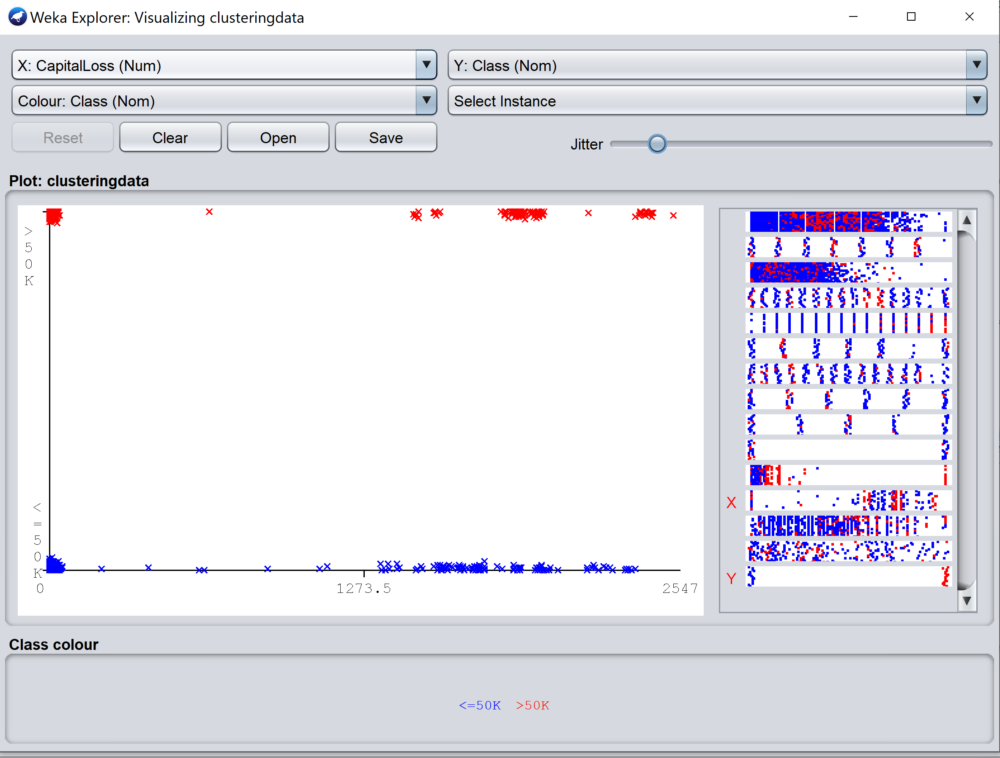 Weka Explorer: Visualizing clusteringdata
X: CapitalLoss (Num)
Y: Class (Nom)
Colour: Class (Nom)
Select Instance
Reset
Clear
Open
Save
Jitter
Plot: clusteringdata
>50K
<=50K
0
1273.5
2547
X
Y
Class colour
<=50K
>50K